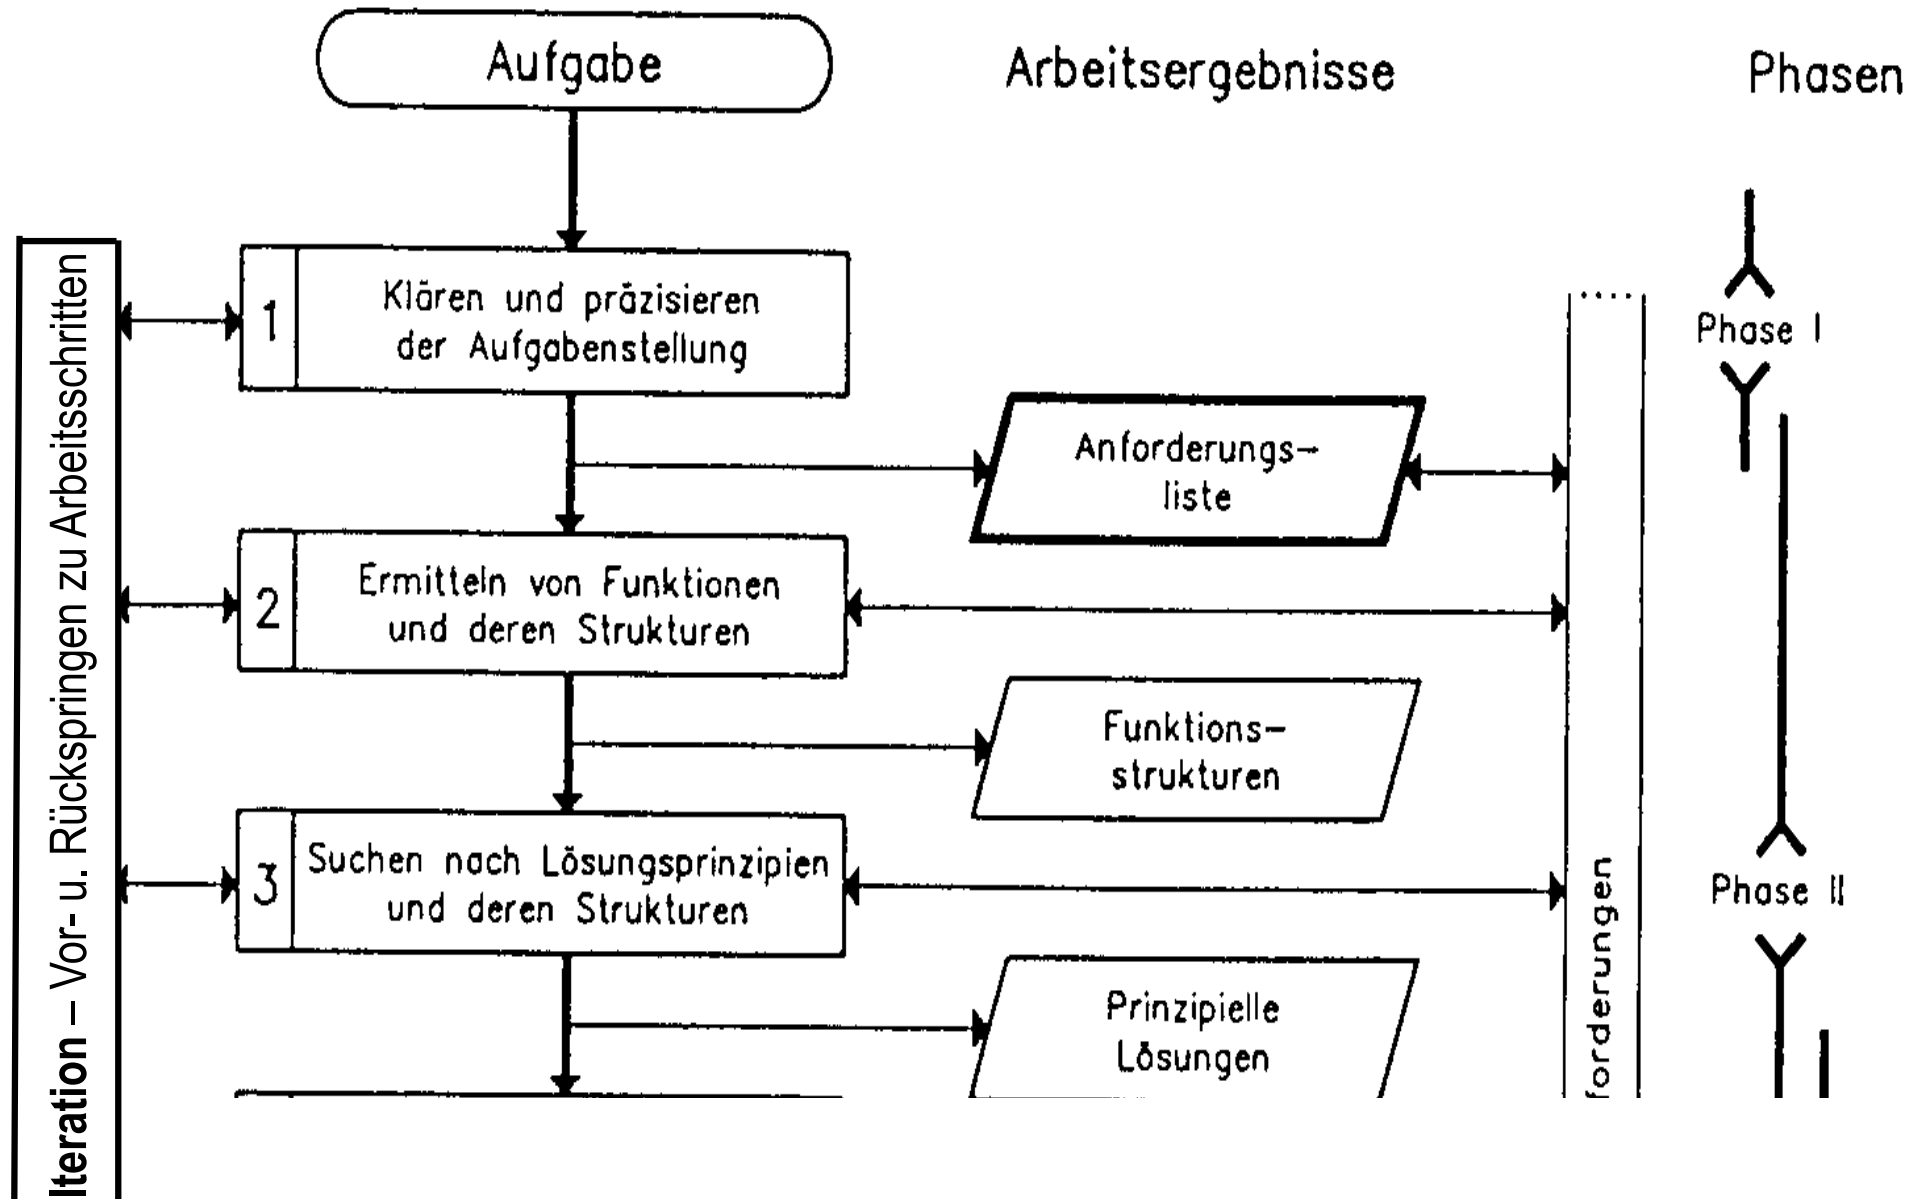 Aufgabe
Arbeitsergebnisse
Phasen
Iteration – Vor- u. Rückspringen zu Arbeitsschritten
1
Klären und präzisieren
der Aufgabenstellung
Phase I
Anforderungs-
liste
2
Ermitteln von Funktionen
und deren Strukturen
Funktions-
strukturen
3
Suchen nach Lösungsprinzipien
und deren Strukturen
Phase II
forderungen
Prinzipielle
Lösungen